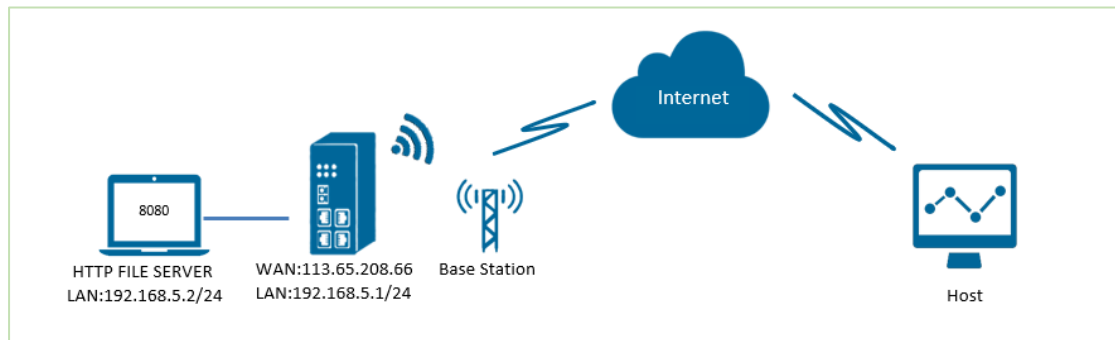 Internet
8080
HTTP FILE SERVER
LAN:192.168.5.2/24
WAN:113.65.208.66
LAN:192.168.5.1/24
Base Station
Host